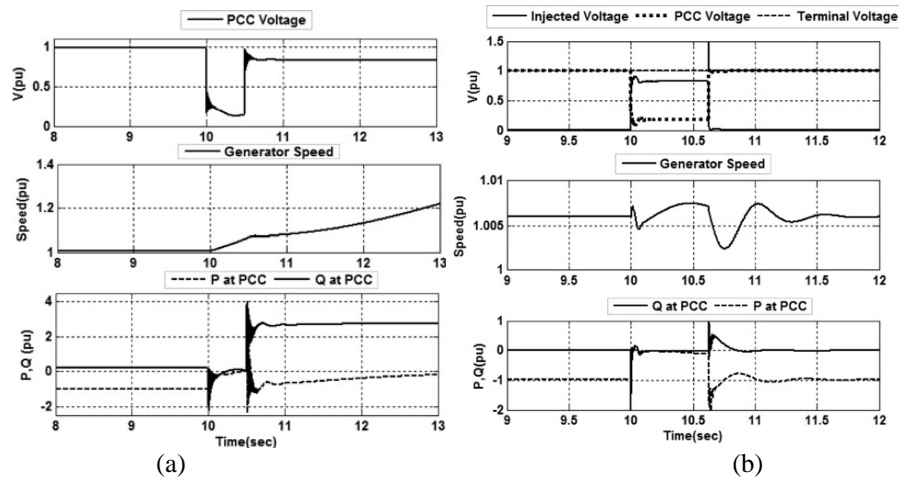 PCC Voltage
V(pu)
1
0.5
0
8 9 10 11 12 13
Generator Speed
Speed(pu)
1.4
1.2
1
8 9 10 11 12 13
P at PCC Q at PCC
P,Q (pu)
4
2
0
-2
8 9 10 11 12 13
Time(sec)
(a)
Injected Voltage PCC Voltage Terminal Voltage
V(pu)
1.5
1
0.5
0
9 9.5 10 10.5 11 11.5 12
Generator Speed
Speed(pu)
1.01
1.005
1
9 9.5 10 10.5 11 11.5 12
Q at PCC P at PCC
P,Q(pu)
1
0
-1
-2
9 9.5 10 10.5 11 11.5 12
Time(sec)
(b)